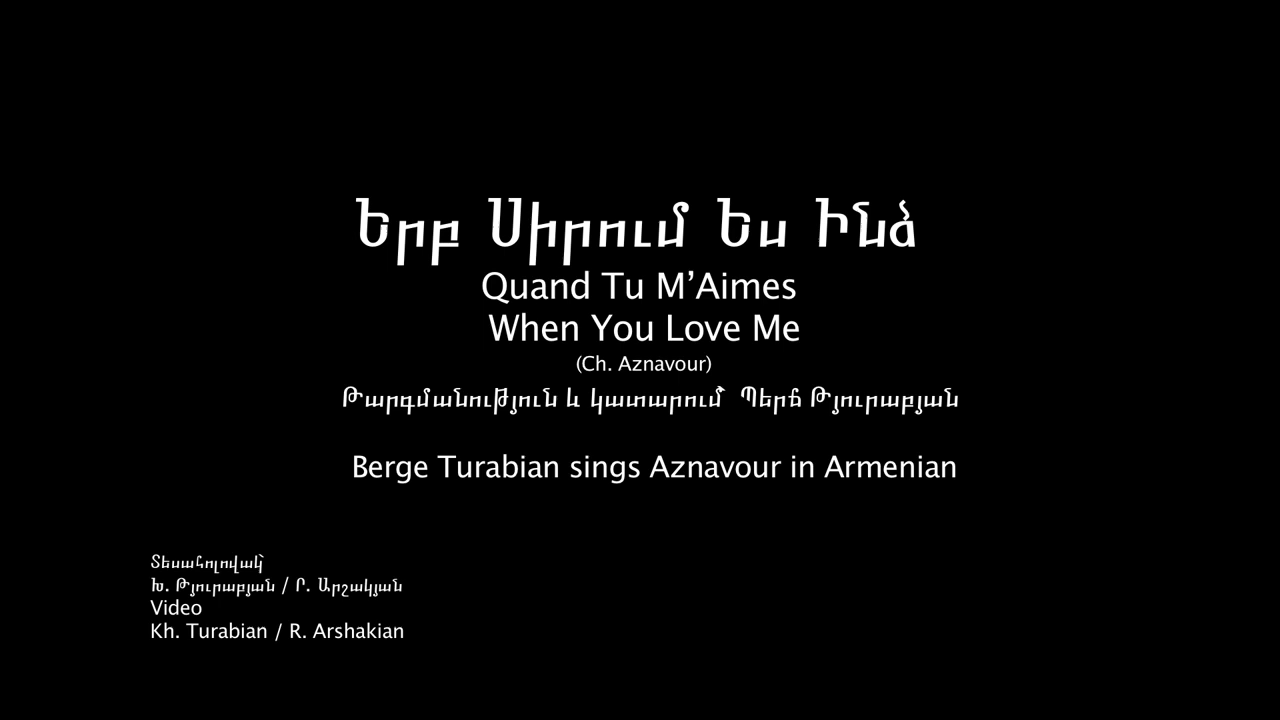 Երբ Սիրում Ես Ինձ
Quand Tu M’Aimes
When You Love Me
(Ch. Aznavour)
Թարգմանություն և կատարում՝ Պերճ Թյուրաբյան
Berge Turabian sings Aznavour in Armenian
Տեսահոլովակ՝
Խ. Թյուրաբյան / Ր. Արշակյան
Video
Kh. Turabian / R. Arshakian